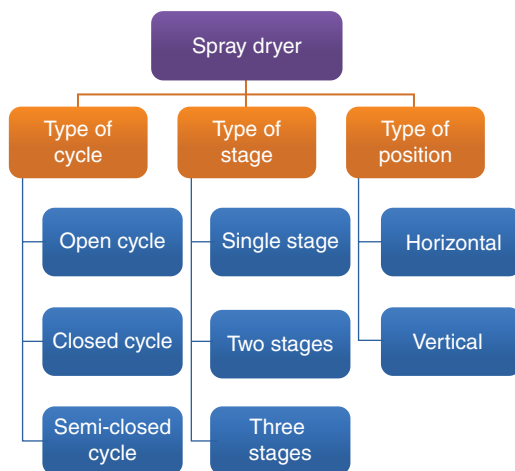 Spray dryer
Type of
cycle
Type of
stage
Type of
position
Open cycle
Single stage
Horizontal
Closed cycle
Two stages
Vertical
Semi-closed
cycle
Three
stages